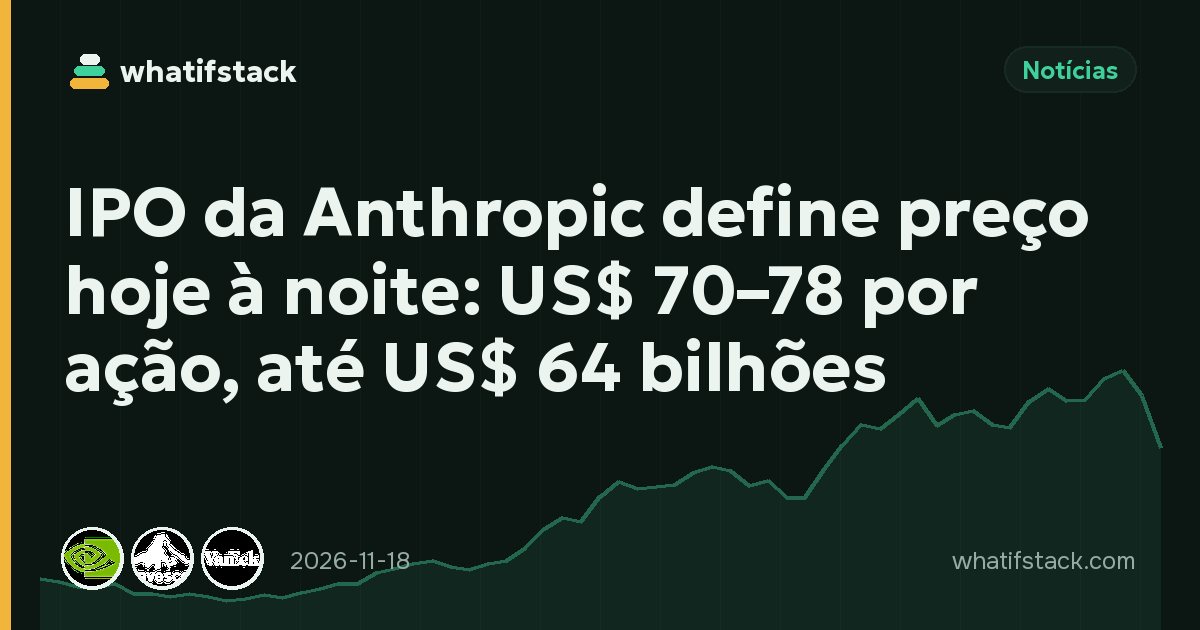 whatifstack
Notícias
IPO da Anthropic define preço
hoje à noite: US$ 70–78 por
ação, até US$ 64 bilhões
VanEck
2026-11-18
whatifstack.com